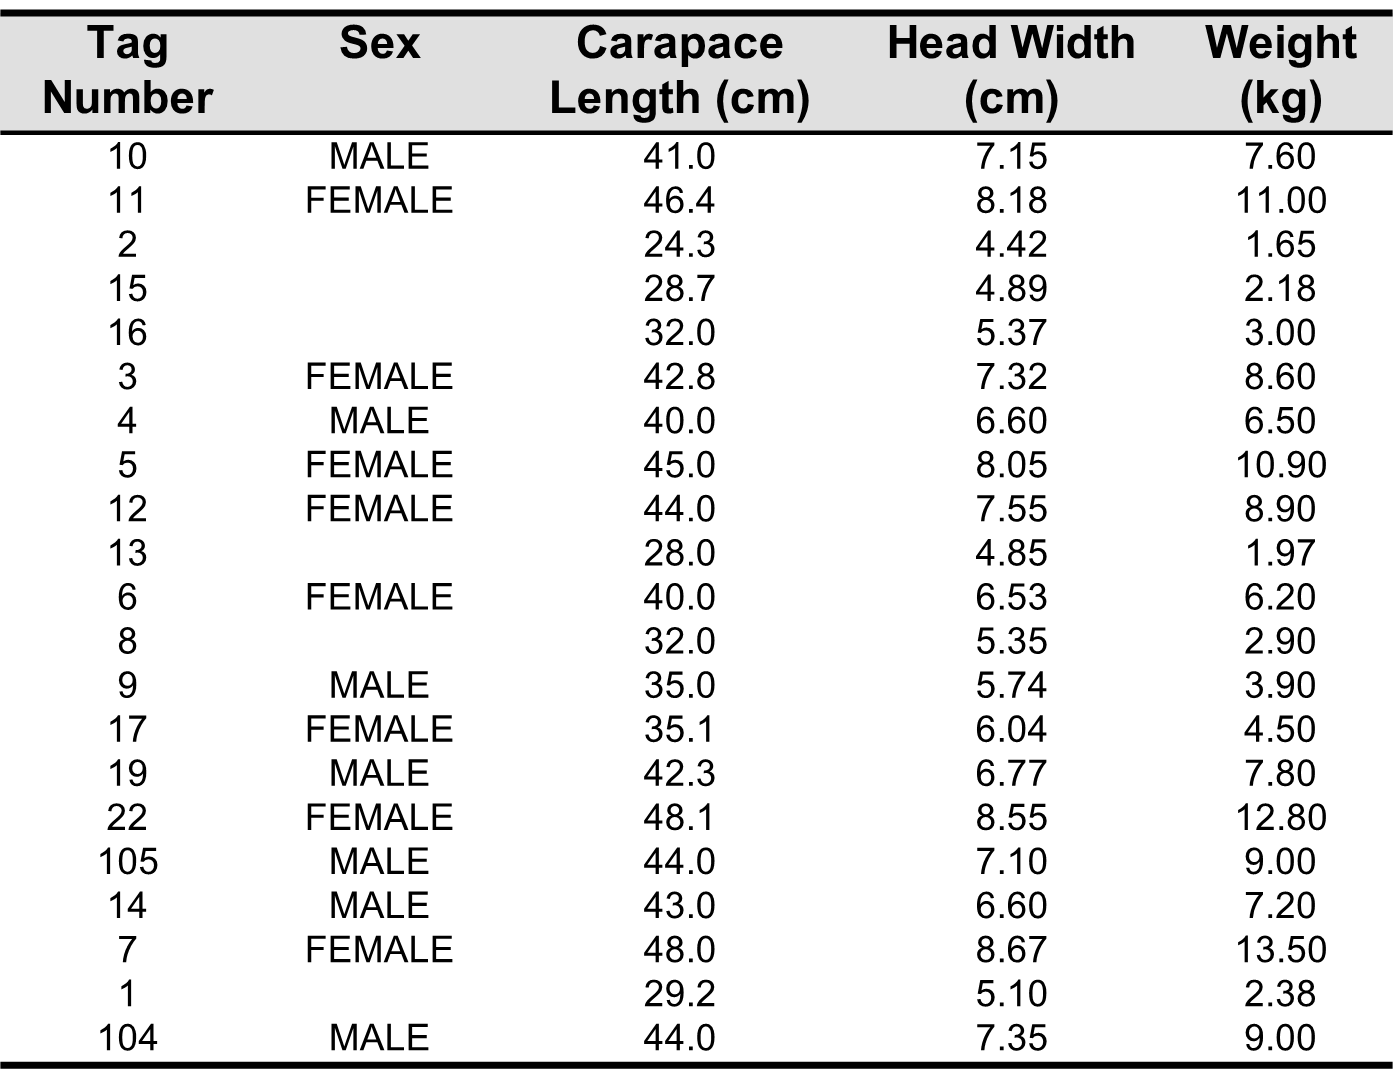 Tag Sex Carapace Head Width Weight
Number Length (cm) (cm) (kg)
10 MALE 41.0 7.15 7.60
11 FEMALE 46.4 8.18 11.00
2 24.3 4.42 1.65
15 28.7 4.89 2.18
16 32.0 5.37 3.00
3 FEMALE 42.8 7.32 8.60
4 MALE 40.0 6.60 6.50
5 FEMALE 45.0 8.05 10.90
12 FEMALE 44.0 7.55 8.90
13 28.0 4.85 1.97
6 FEMALE 40.0 6.53 6.20
8 32.0 5.35 2.90
9 MALE 35.0 5.74 3.90
17 FEMALE 35.1 6.04 4.50
19 MALE 42.3 6.77 7.80
22 FEMALE 48.1 8.55 12.80
105 MALE 44.0 7.10 9.00
14 MALE 43.0 6.60 7.20
7 FEMALE 48.0 8.67 13.50
1 29.2 5.10 2.38
104 MALE 44.0 7.35 9.00